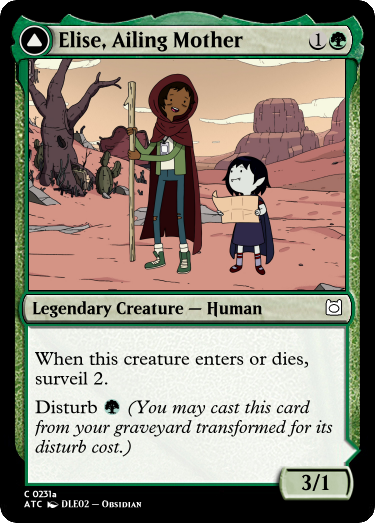 Elise, Ailing Mother 1
Legendary Creature — Human
When this creature enters or dies,
surveil 2.
Disturb (You may cast this card
from your graveyard transformed for its
disturb cost.)
3/1
C 0231a
ATC DLE02 – Obsidian